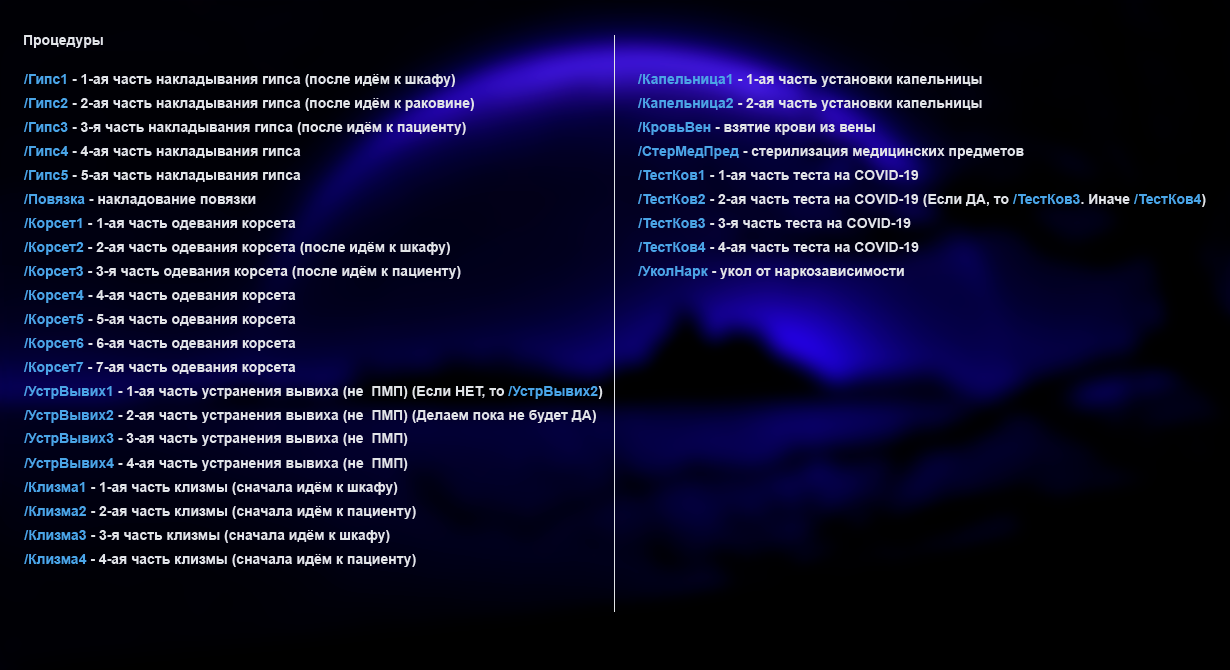 Процедуры
/Гипс1 - 1-ая часть накладывания гипса (после идём к шкафу)
/Гипс2 - 2-ая часть накладывания гипса (после идём к раковине)
/Гипс3 - 3-я часть накладывания гипса (после идём к пациенту)
/Гипс4 - 4-ая часть накладывания гипса
/Гипс5 - 5-ая часть накладывания гипса
/Повязка - накладование повязки
/Корсет1 - 1-ая часть одевания корсета
/Корсет2 - 2-ая часть одевания корсета (после идём к шкафу)
/Корсет3 - 3-я часть одевания корсета (после идём к пациенту)
/Корсет4 - 4-ая часть одевания корсета
/Корсет5 - 5-ая часть одевания корсета
/Корсет6 - 6-ая часть одевания корсета
/Корсет7 - 7-ая часть одевания корсета
/УстрВывих1 - 1-ая часть устранения вывиха (не  ПМП) (Если НЕТ, то /УстрВывих2)
/УстрВывих2 - 2-ая часть устранения вывиха (не  ПМП) (Делаем пока не будет ДА)
/УстрВывих3 - 3-ая часть устранения вывиха (не  ПМП)
/УстрВывих4 - 4-ая часть устранения вывиха (не  ПМП)
/Клизма1 - 1-ая часть клизмы (сначала идём к шкафу)
/Клизма2 - 2-ая часть клизмы (сначала идём к пациенту)
/Клизма3 - 3-я часть клизмы (сначала идём к шкафу)
/Клизма4 - 4-ая часть клизмы (сначала идём к пациенту)
/Капельница1 - 1-ая часть установки капельницы
/Капельница2 - 2-ая часть установки капельницы
/КровьВен - взятие крови из вены
/СтерМедПред - стерилизация медицинских предметов
/ТестКов1 - 1-ая часть теста на COVID-19
/ТестКов2 - 2-ая часть теста на COVID-19 (Если ДА, то /ТестКов3. Иначе /ТестКов4)
/ТестКов3 - 3-я часть теста на COVID-19
/ТестКов4 - 4-ая часть теста на COVID-19
/УколНарк - укол от наркозависимости